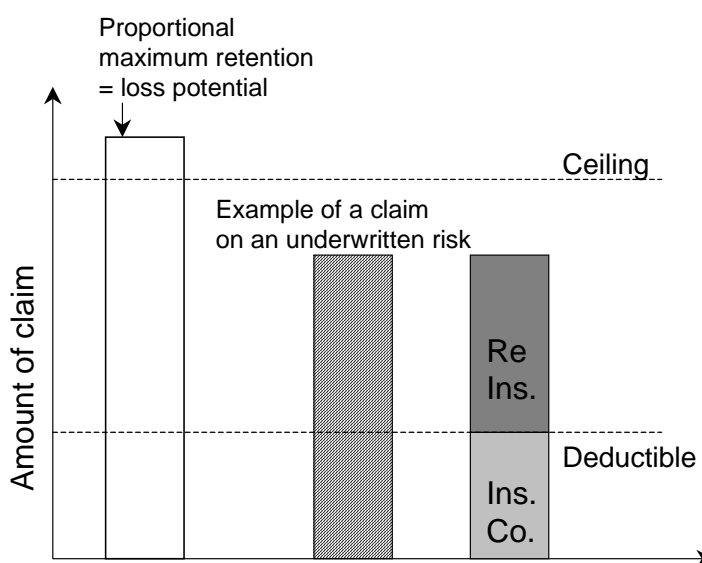 Proportional
maximum retention
= loss potential
Ceiling
Example of a claim
on an underwritten risk
Amount of claim
Re
Ins.
Deductible
Ins.
Co.